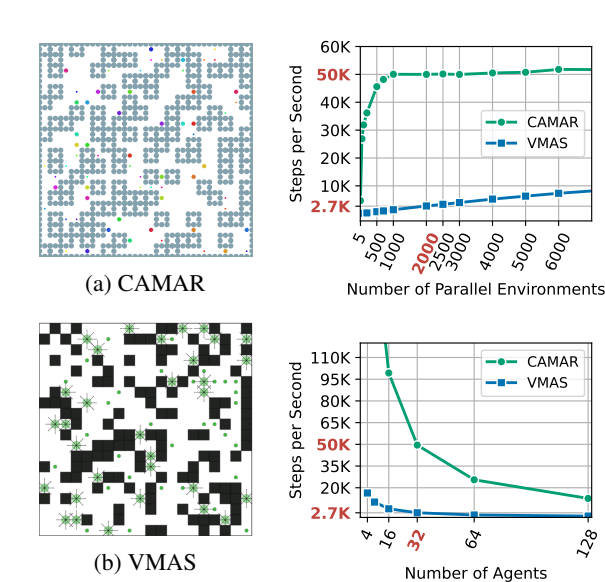 (a) CAMAR
60K
50K
40K
30K
20K
10K
2.7K
Steps per Second
CAMAR
VMAS
5
500
1000
2000
2500
3000
4000
5000
6000
Number of Parallel Environments
(b) VMAS
110K
95K
80K
65K
50K
35K
20K
2.7K
Steps per Second
CAMAR
VMAS
4
16
32
64
128
Number of Agents